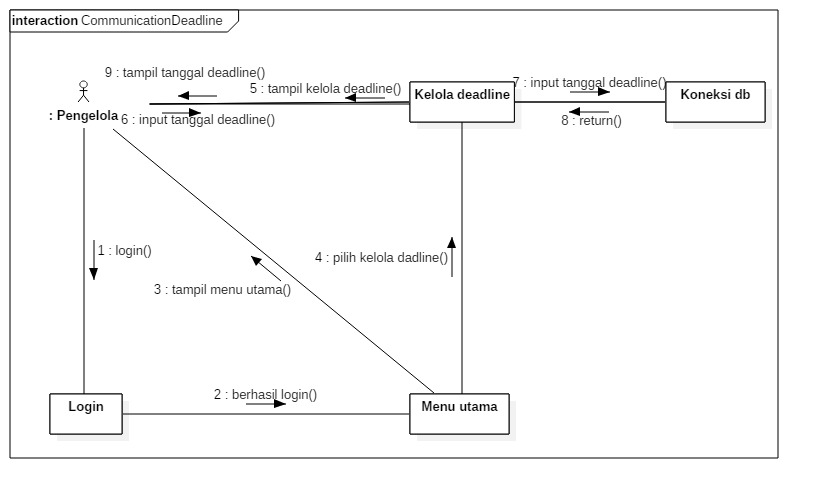 interaction CommunicationDeadline
9 : tampil tanggal deadline()
5 : tampil kelola deadline()
7 : input tanggal deadline()
Kelola deadline
Koneksi db
: Pengelola
6 : input tanggal deadline()
8 : return()
1 : login()
4 : pilih kelola dadline()
3 : tampil menu utama()
2 : berhasil login()
Login
Menu utama